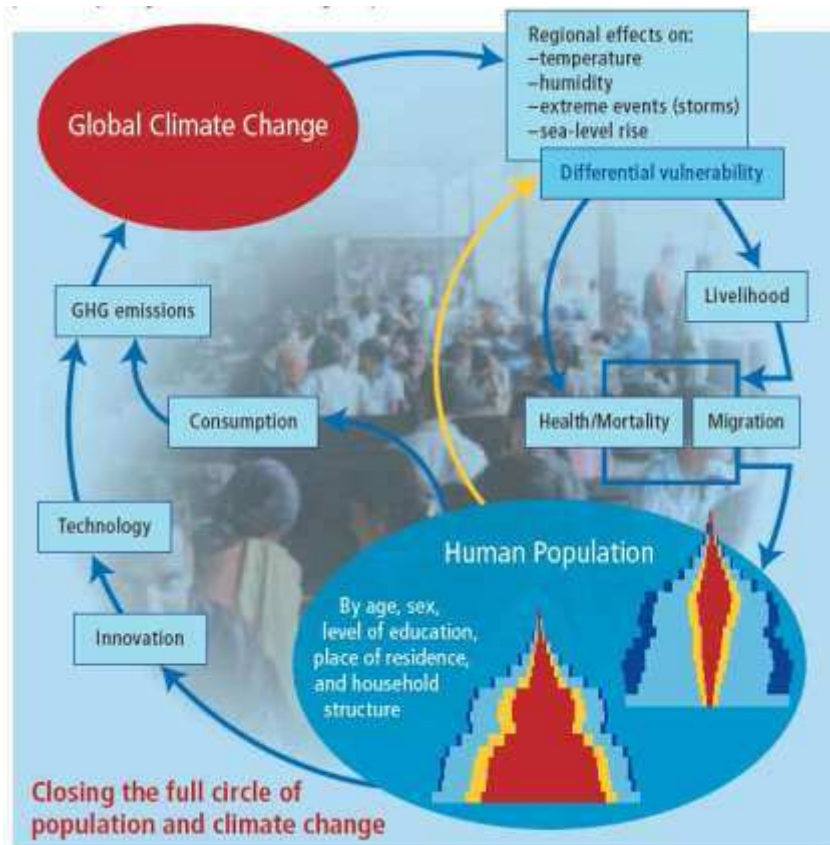 Global Climate Change
Regional effects on:
–temperature
–humidity
–extreme events (storms)
–sea-level rise
Differential vulnerability
GHG emissions
Livelihood
Consumption
Health/Mortality
Migration
Technology
Human Population
By age, sex,
level of education,
place of residence,
and household
structure
Innovation
Closing the full circle of
population and climate change